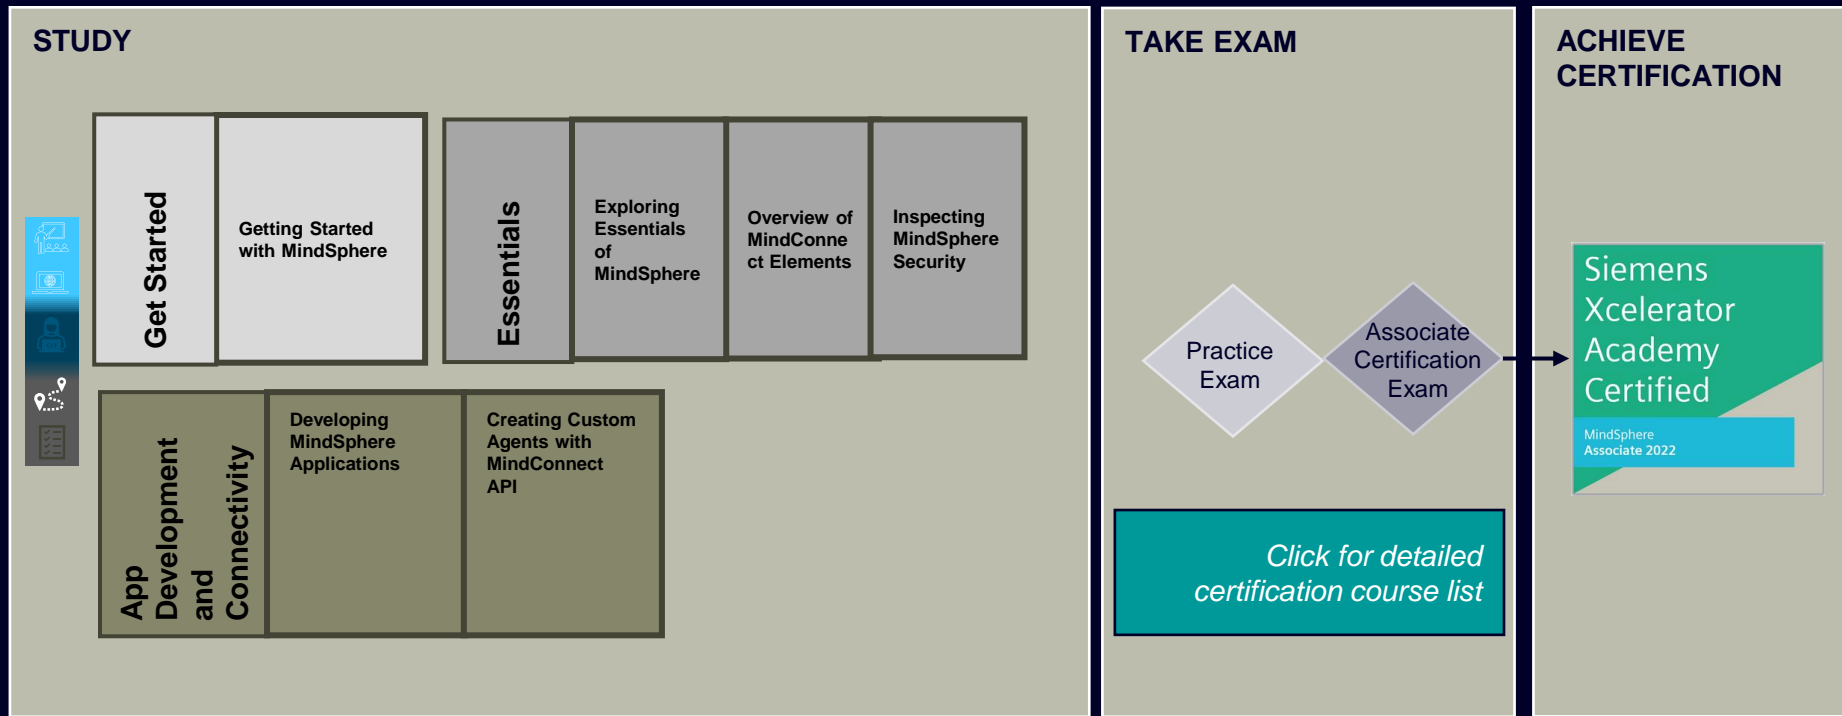 STUDY
Get Started
Getting Started
with MindSphere
Essentials
Exploring
Essentials
of
MindSphere
Overview of
MindConne
ct Elements
Inspecting
MindSphere
Security
App
Development
and
Connectivity
Developing
MindSphere
Applications
Creating Custom
Agents with
MindConnect
API
TAKE EXAM
Practice
Exam
Associate
Certification
Exam
Click for detailed
certification course list
ACHIEVE
CERTIFICATION
Siemens
Xcelerator
Academy
Certified
MindSphere
Associate 2022